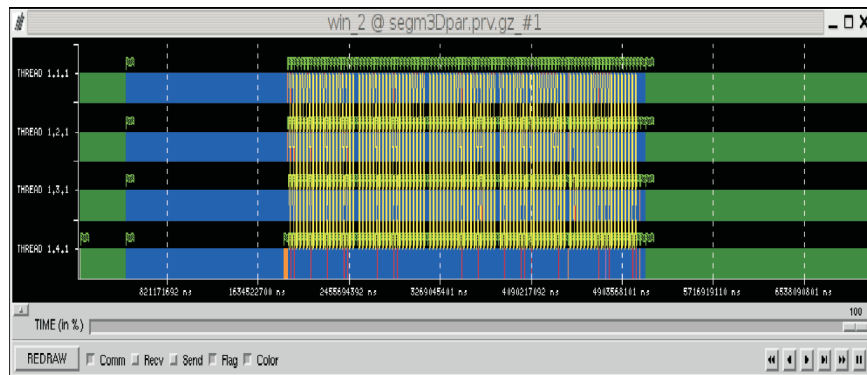 win_2 @ segm3Dpar.prv.gz_#1
THREAD 1,1,1
THREAD 1,2,1
THREAD 1,3,1
THREAD 1,4,1
821171692 ns 1634522700 ns 2455694392 ns 3269045401 ns 4090217092 ns 4903568101 ns 5716919110 ns 6538090801 ns
100
TIME (in %)
REDRAW Comm Recv Send Flag Color